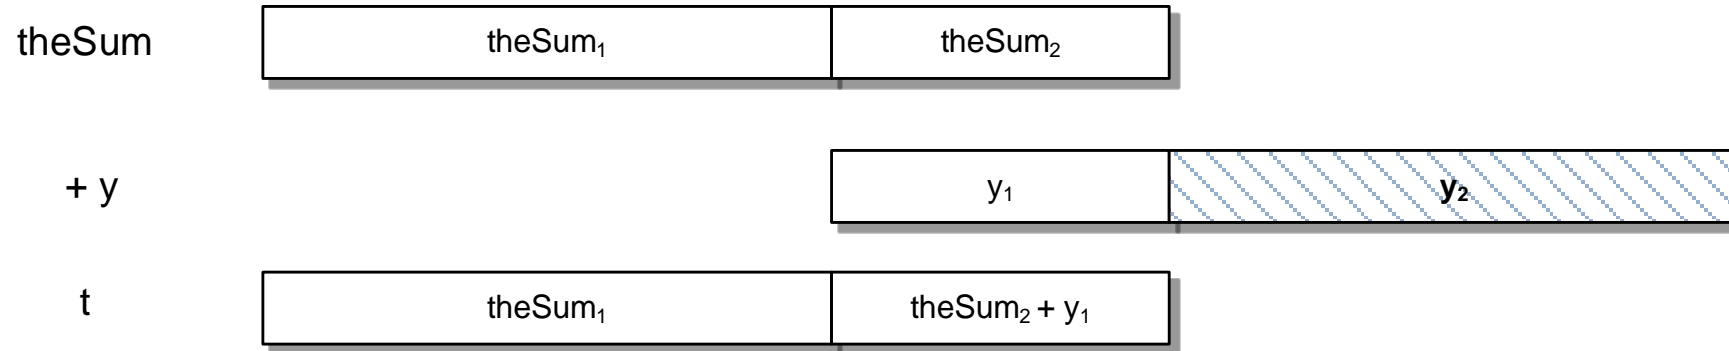 theSum theSum₁ theSum₂
+ y y₁ y₂
t theSum₁ theSum₂ + y₁